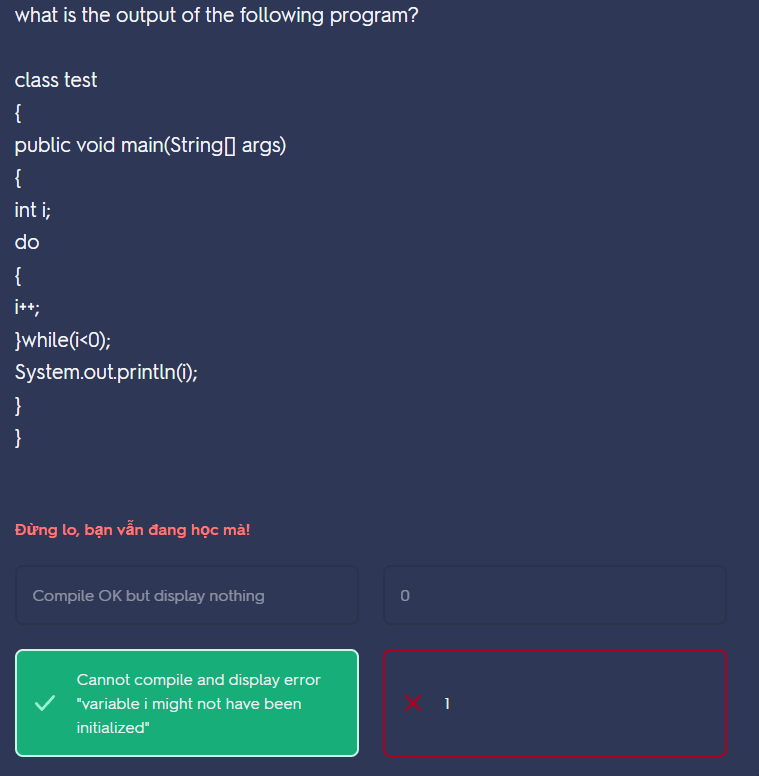 what is the output of the following program?
class test
{
public void main(String[] args)
{
int i;
do
{
i++;
}while(i<0);
System.out.println(i);
}
}
Đừng lo, bạn vẫn đang học mà!
Compile OK but display nothing
0
Cannot compile and display error
"variable i might not have been
initialized"
1